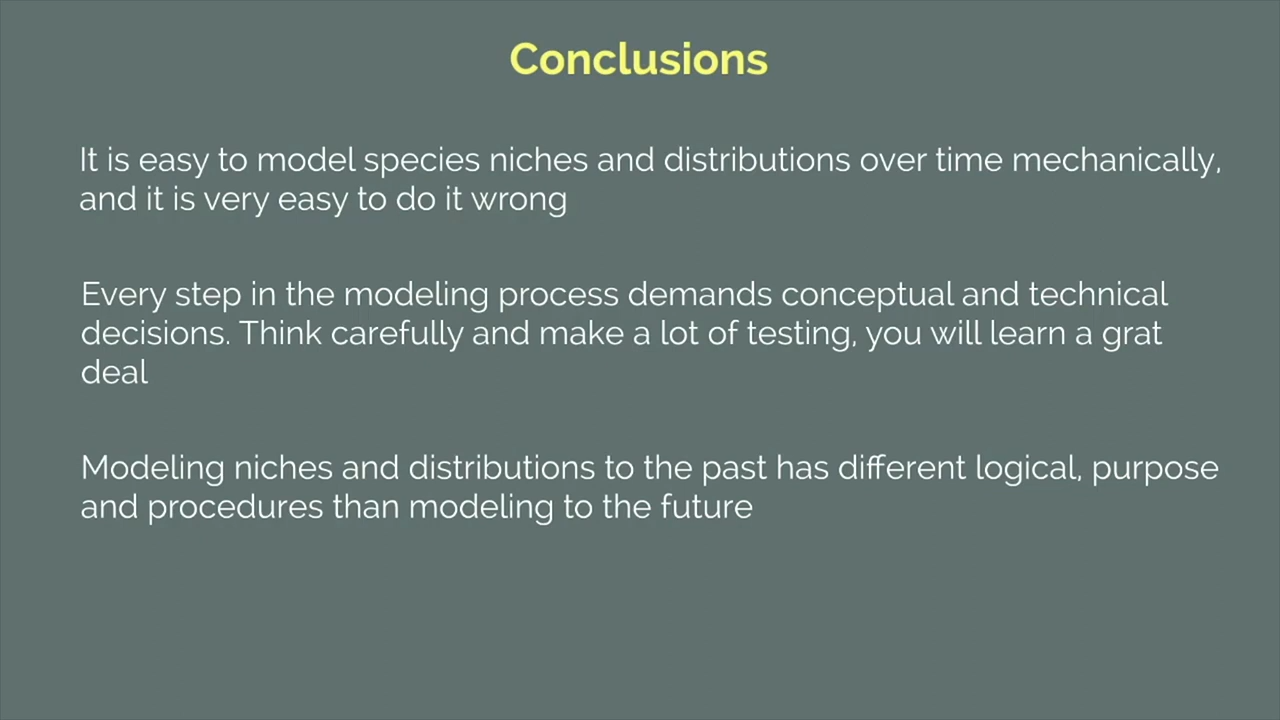 Conclusions
It is easy to model species niches and distributions over time mechanically,
and it is very easy to do it wrong
Every step in the modeling process demands conceptual and technical
decisions. Think carefully and make a lot of testing, you will learn a grat
deal
Modeling niches and distributions to the past has different logical, purpose
and procedures than modeling to the future